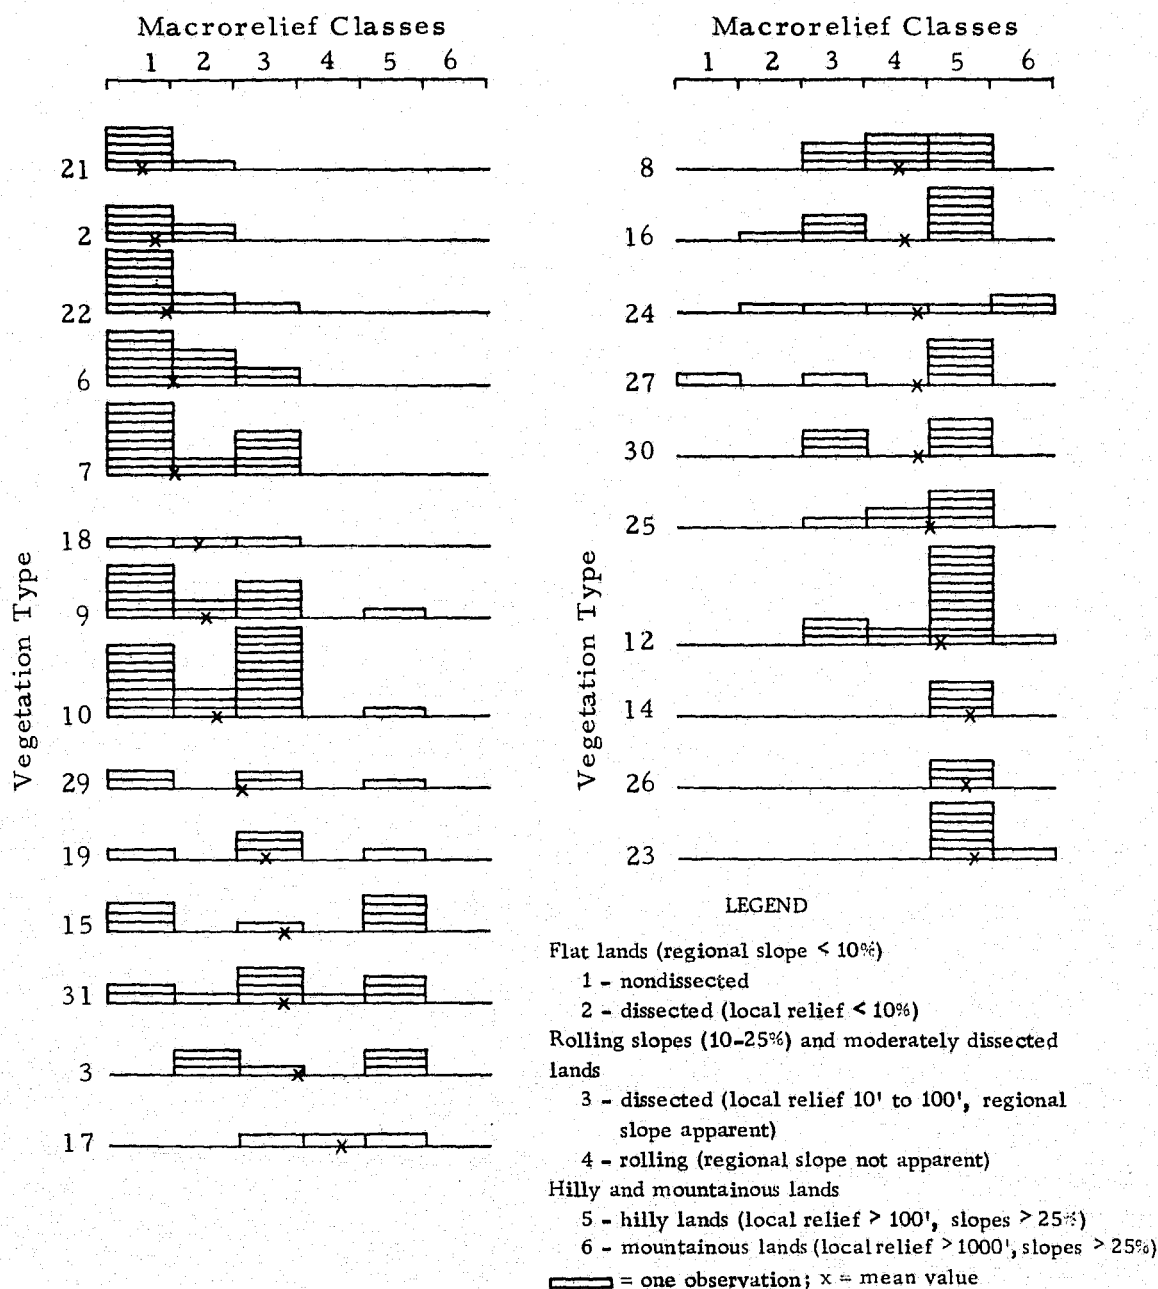 Macrorelief Classes
1 2 3 4 5 6
21
2
22
6
7
18
9
10
29
19
15
31
3
17
Vegetation Type
Macrorelief Classes
1 2 3 4 5 6
8
16
24
27
30
25
12
14
26
23
Vegetation Type
LEGEND
Flat lands (regional slope < 10%)
1 - nondissected
2 - dissected (local relief < 10%)
Rolling slopes (10-25%) and moderately dissected
lands
3 - dissected (local relief 10' to 100', regional
slope apparent)
4 - rolling (regional slope not apparent)
Hilly and mountainous lands
5 - hilly lands (local relief > 100', slopes > 25%)
6 - mountainous lands (local relief > 1000', slopes > 25%)
= one observation; x = mean value